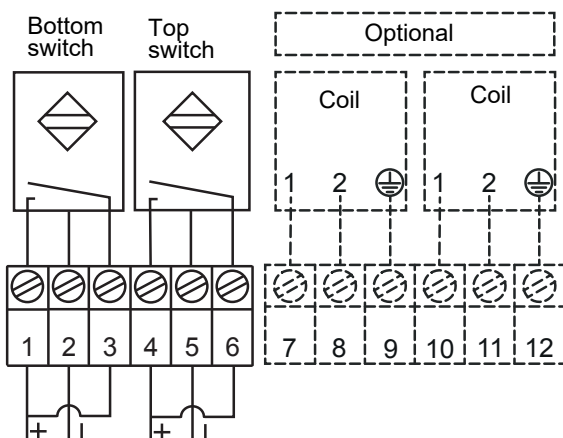 Bottom
switch
Top
switch
Optional
Coil
Coil
1 2
1 2
1 2 3 4 5 6 7 8 9 10 11 12
+ +